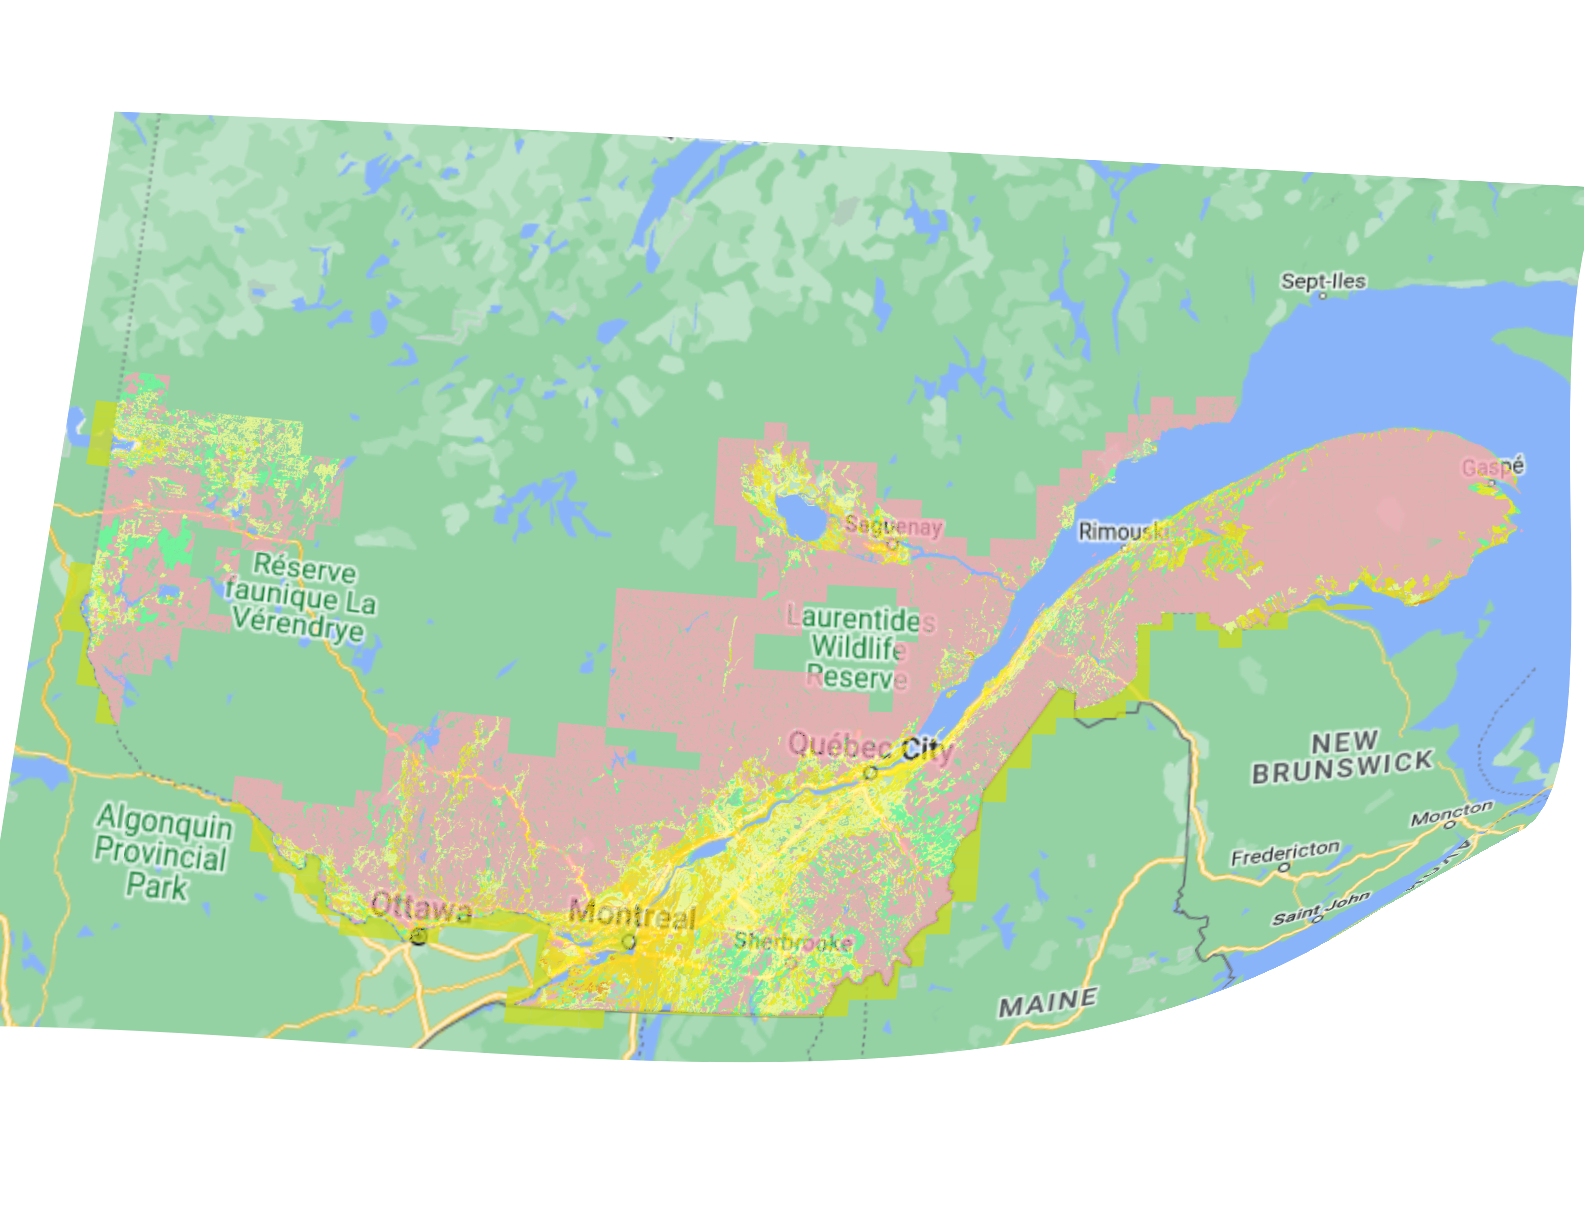 Sept-Iles
Gaspé
Saguenay
Rimouski
Réserve
faunique La
Vérendrye
Laurentides
Wildlife
Reserve
Québec City
NEW
BRUNSWICK
Algonquin
Provincial
Park
Moncton
Fredericton
Ottawa
Montreal
Saint John
Sherbrooke
MAINE